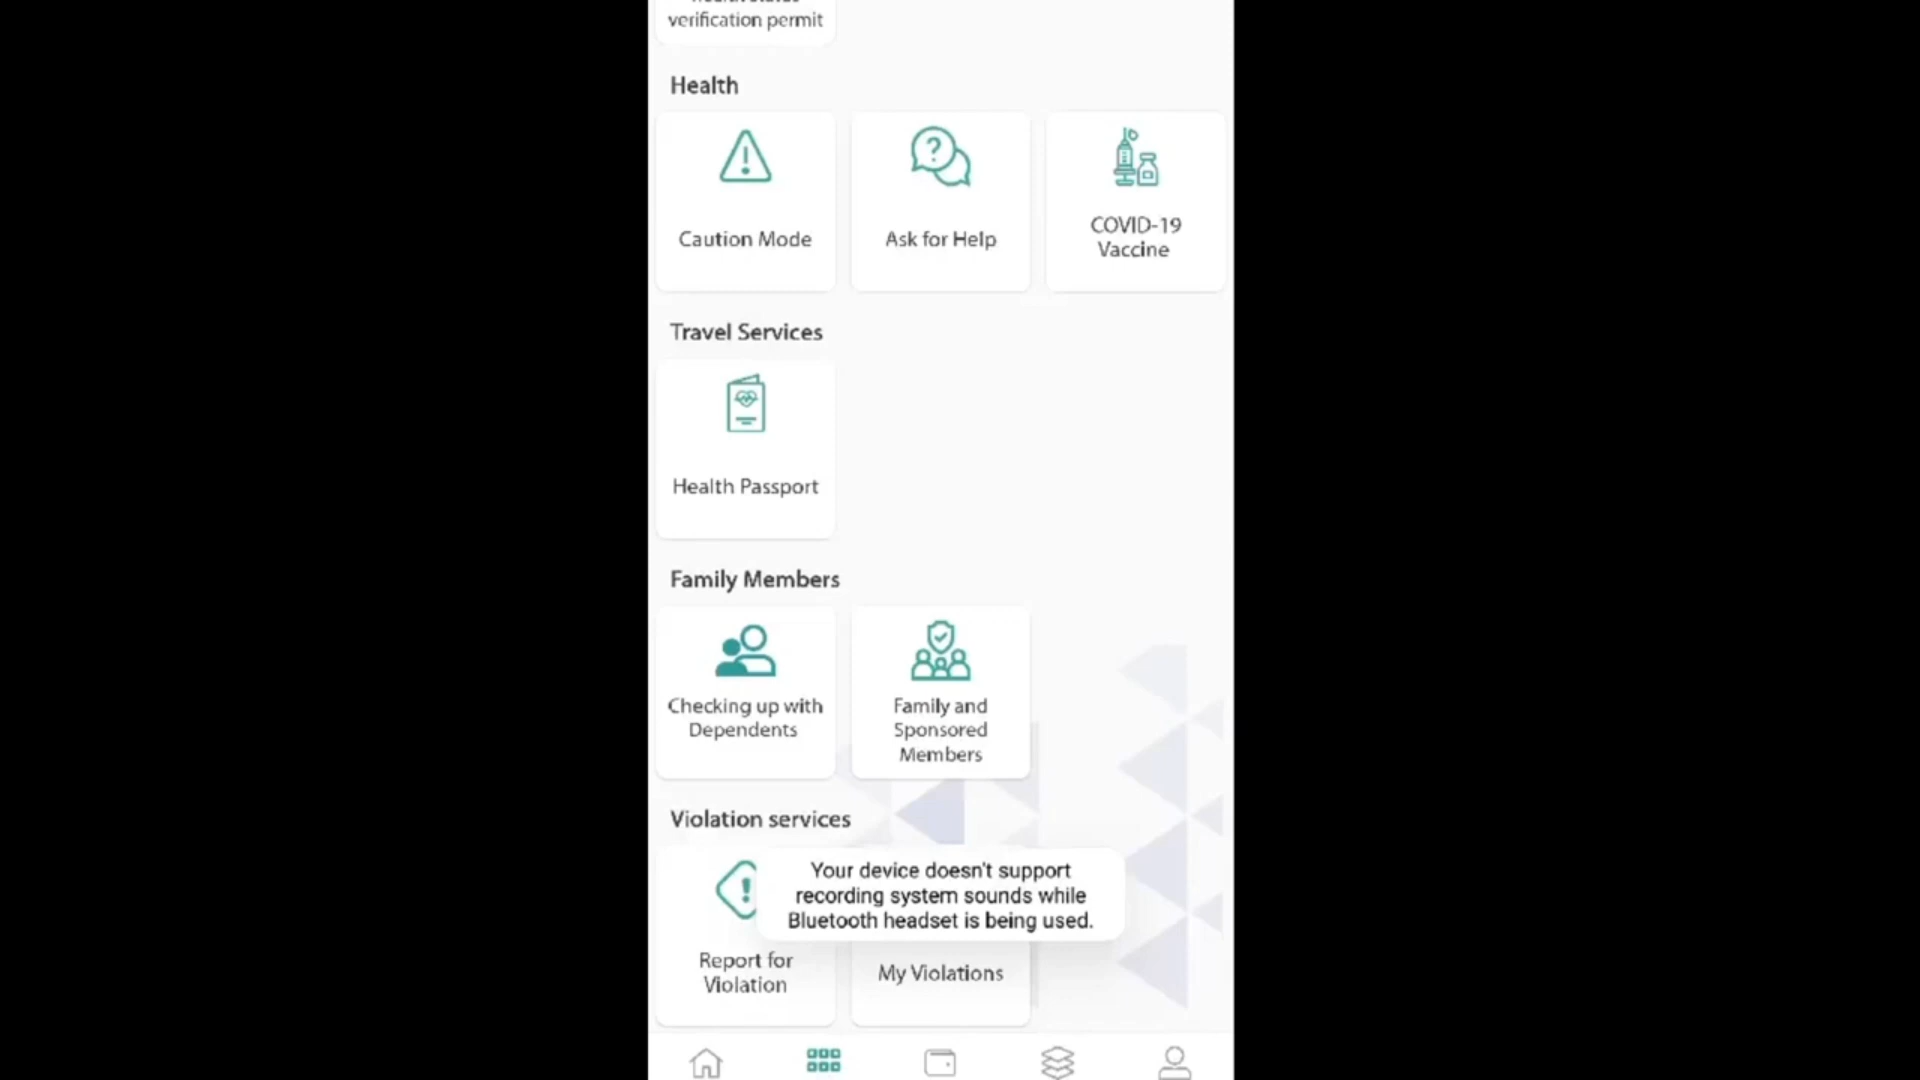 verification permit
Health
Caution Mode
Ask for Help
COVID-19
Vaccine
Travel Services
Health Passport
Family Members
Checking up with
Dependents
Family and
Sponsored
Members
Violation services
Your device doesn't support
recording system sounds while
Bluetooth headset is being used.
Report for
Violation
My Violations